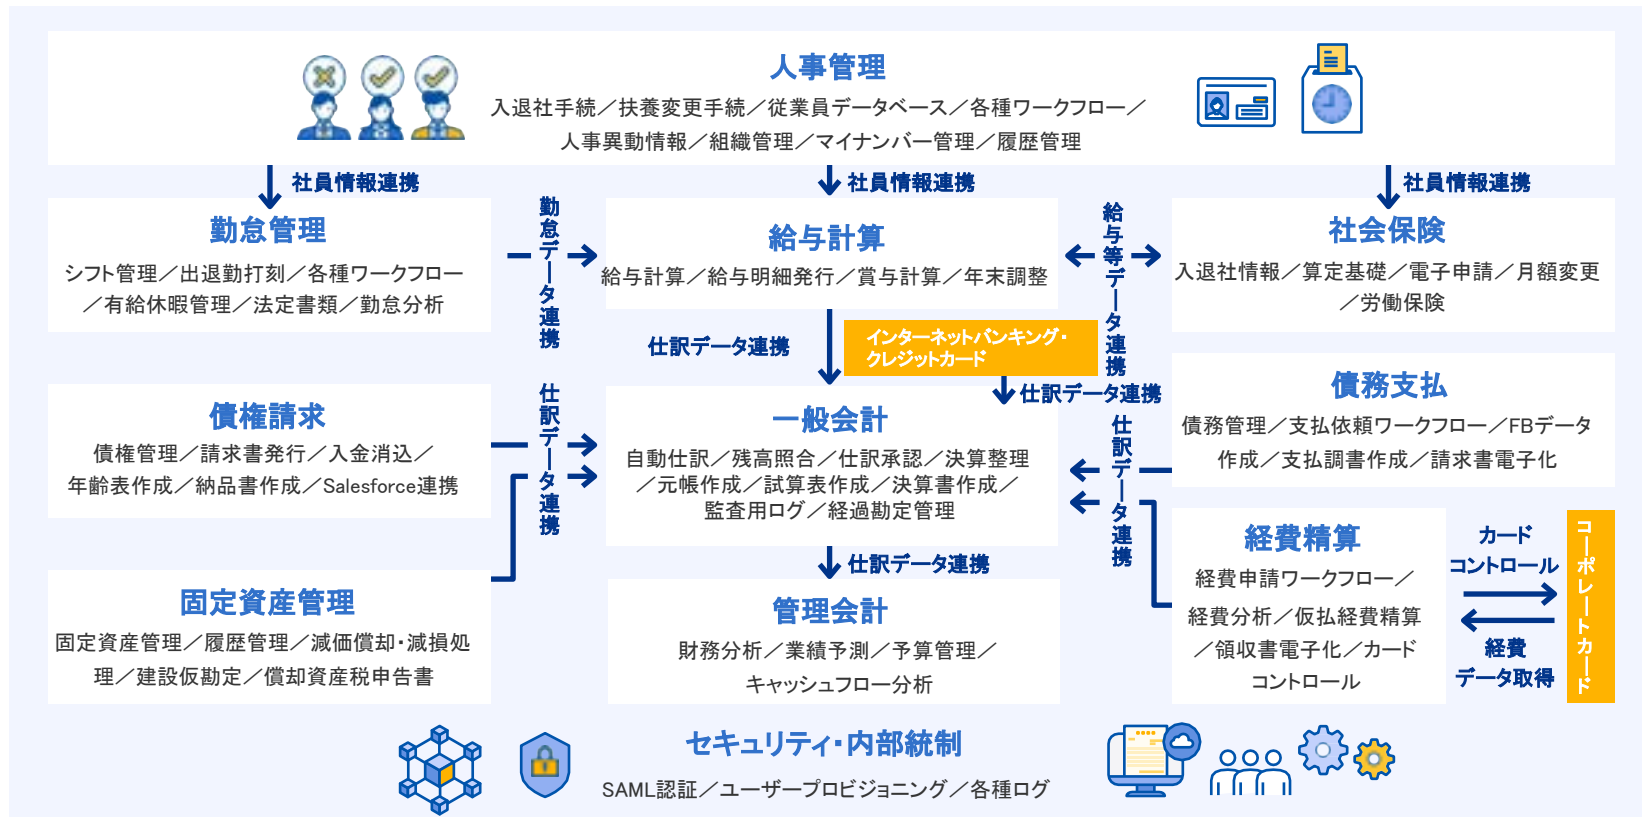 人事管理
入退社手続／扶養変更手続／従業員データベース／各種ワークフロー／
人事異動情報／組織管理／マイナンバー管理／履歴管理
社員情報連携
社員情報連携
社員情報連携
勤怠管理
シフト管理／出退勤打刻／各種ワークフロー
／有給休暇管理／法定書類／勤怠分析
勤怠データ連携
給与計算
給与計算／給与明細発行／賞与計算／年末調整
給与等データ連携
社会保険
入退社情報／算定基礎／電子申請／月額変更
／労働保険
仕訳データ連携
インターネットバンキング・
クレジットカード
仕訳データ連携
債権請求
債権管理／請求書発行／入金消込／
年齢表作成／納品書作成／Salesforce連携
仕訳データ連携
一般会計
自動仕訳／残高照合／仕訳承認／決算整理
／元帳作成／試算表作成／決算書作成／
監査用ログ／経過勘定管理
仕訳データ連携
債務支払
債務管理／支払依頼ワークフロー／FBデータ
作成／支払調書作成／請求書電子化
固定資産管理
固定資産管理／履歴管理／減価償却・減損処
理／建設仮勘定／償却資産税申告書
仕訳データ連携
管理会計
財務分析／業績予測／予算管理／
キャッシュフロー分析
経費精算
経費申請ワークフロー／
経費分析／仮払経費精算
／領収書電子化／カード
コントロール
カード
コントロール
経費
データ取得
コーポレートカード
セキュリティ・内部統制
SAML認証／ユーザープロビジョニング／各種ログ